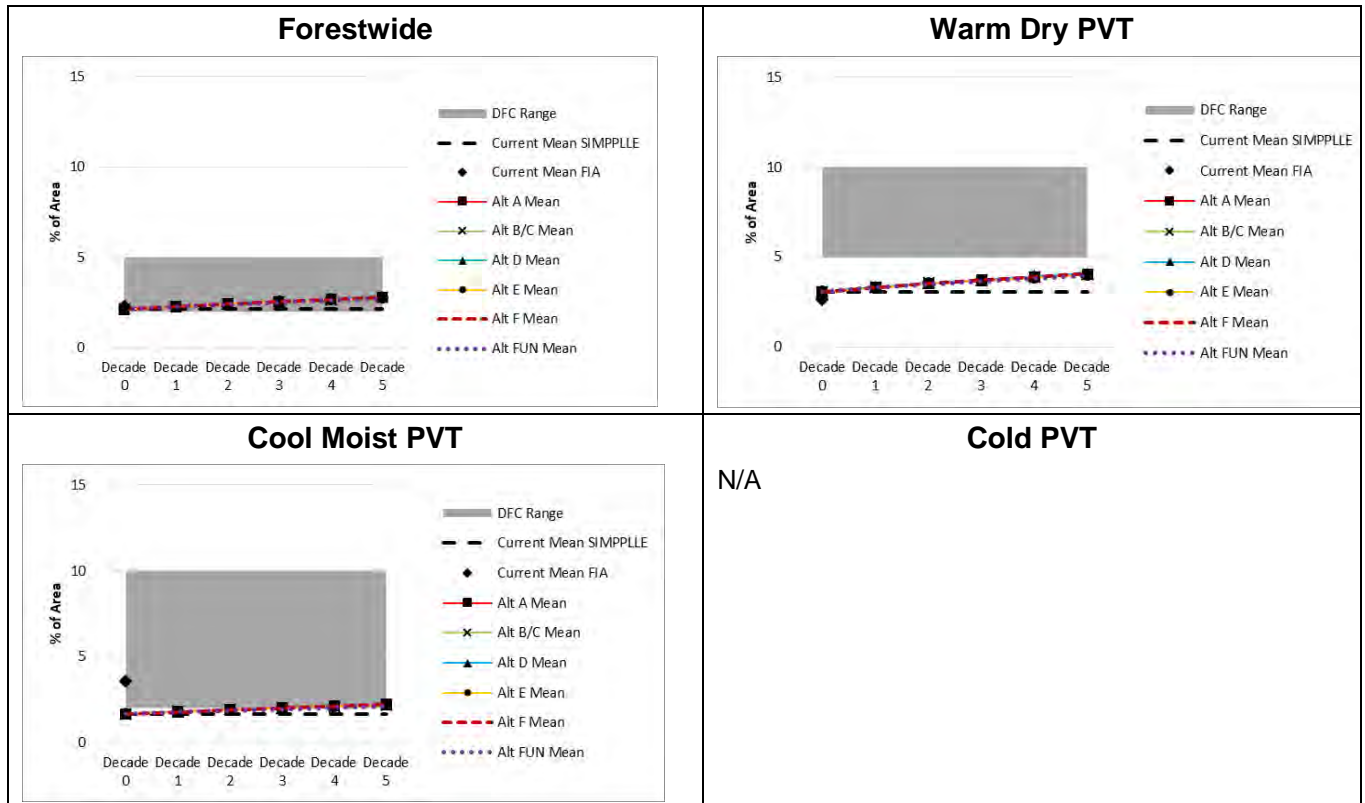 Forestwide
15
10
5
0
% of Area
Decade Decade Decade Decade Decade Decade
0 1 2 3 4 5
DFC Range
Current Mean SIMPPLLE
Current Mean FIA
Alt A Mean
Alt B/C Mean
Alt D Mean
Alt E Mean
Alt F Mean
Alt FUN Mean
Warm Dry PVT
15
10
5
0
% of Area
Decade Decade Decade Decade Decade Decade
0 1 2 3 4 5
DFC Range
Current Mean SIMPPLLE
Current Mean FIA
Alt A Mean
Alt B/C Mean
Alt D Mean
Alt E Mean
Alt F Mean
Alt FUN Mean
Cool Moist PVT
15
10
5
0
% of Area
Decade Decade Decade Decade Decade Decade
0 1 2 3 4 5
DFC Range
Current Mean SIMPPLLE
Current Mean FIA
Alt A Mean
Alt B/C Mean
Alt D Mean
Alt E Mean
Alt F Mean
Alt FUN Mean
Cold PVT
N/A